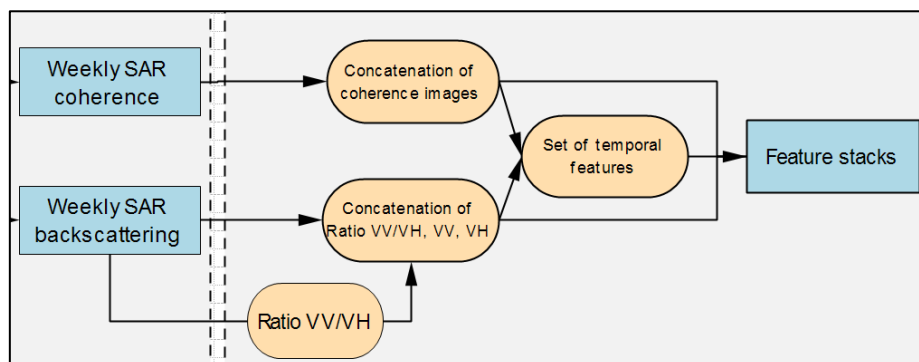 Weekly SAR
coherence
Concatenation of
coherence images
Set of temporal
features
Feature stacks
Weekly SAR
backscattering
Concatenation of
Ratio VV/VH, VV, VH
Ratio VV/VH